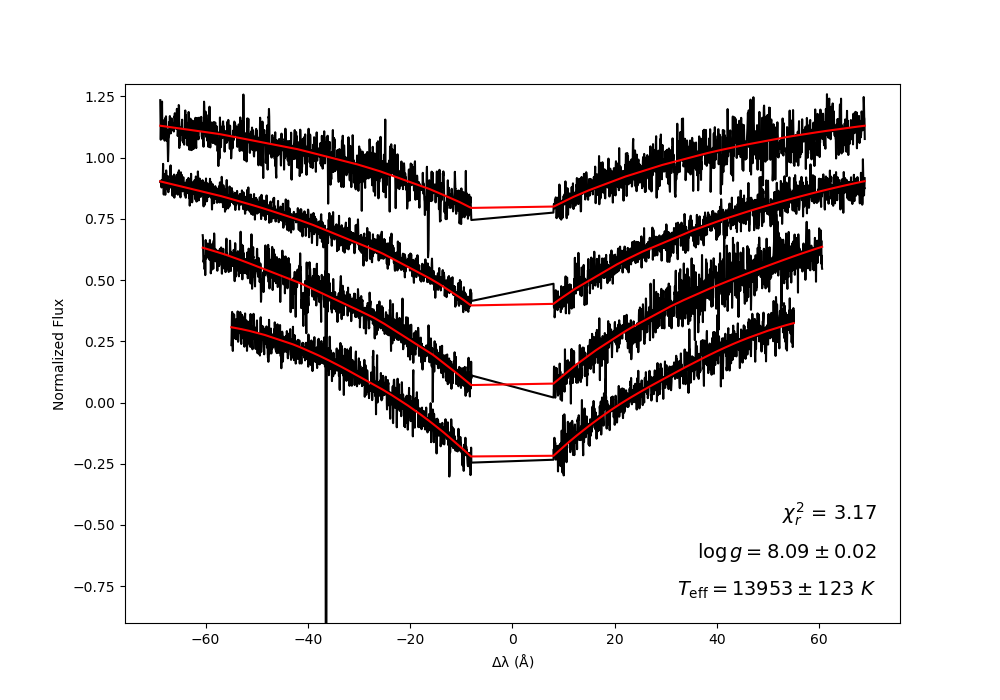 1.25
1.00
0.75
0.50
0.25
0.00
−0.25
−0.50
−0.75
Normalized Flux
χ²ᵣ = 3.17
log g = 8.09 ± 0.02
T_eff = 13953 ± 123 K
−60 −40 −20 0 20 40 60
Δλ (Å)